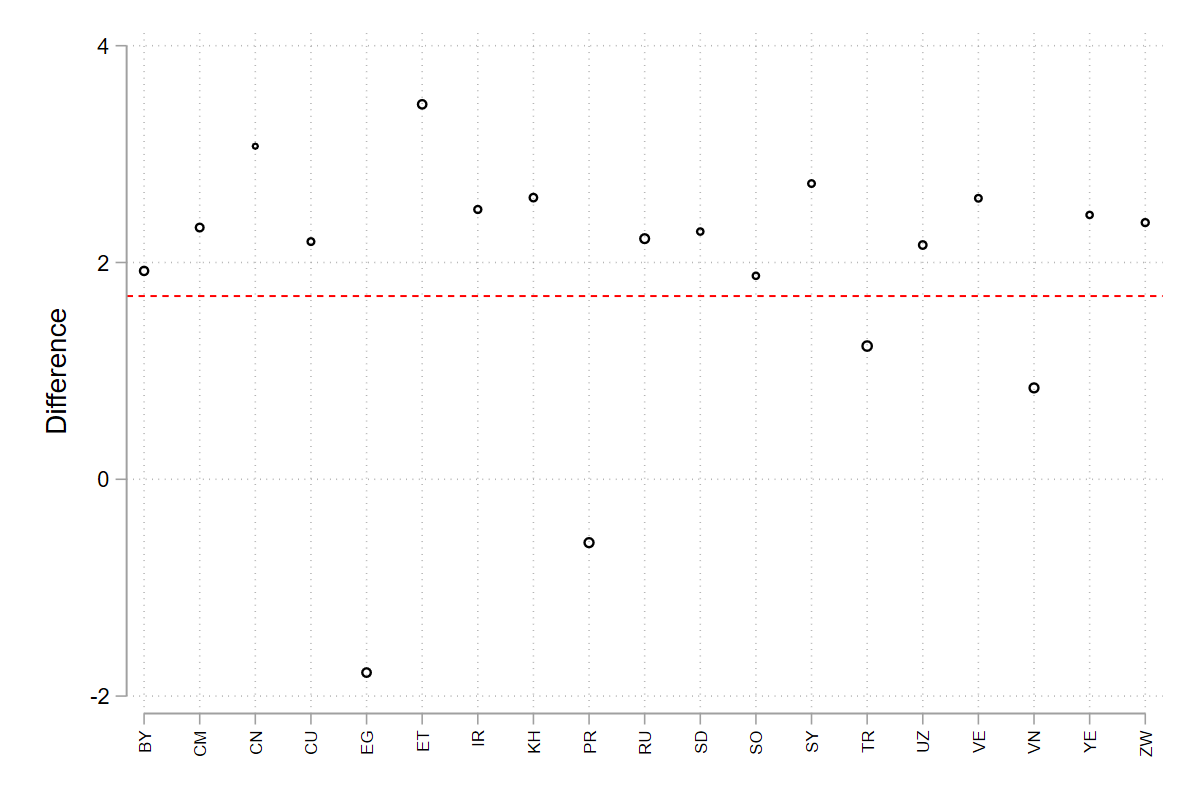 4
2
0
-2
Difference
BY CM CN CU EG ET IR KH PR RU SD SO SY TR UZ VE VN YE ZW